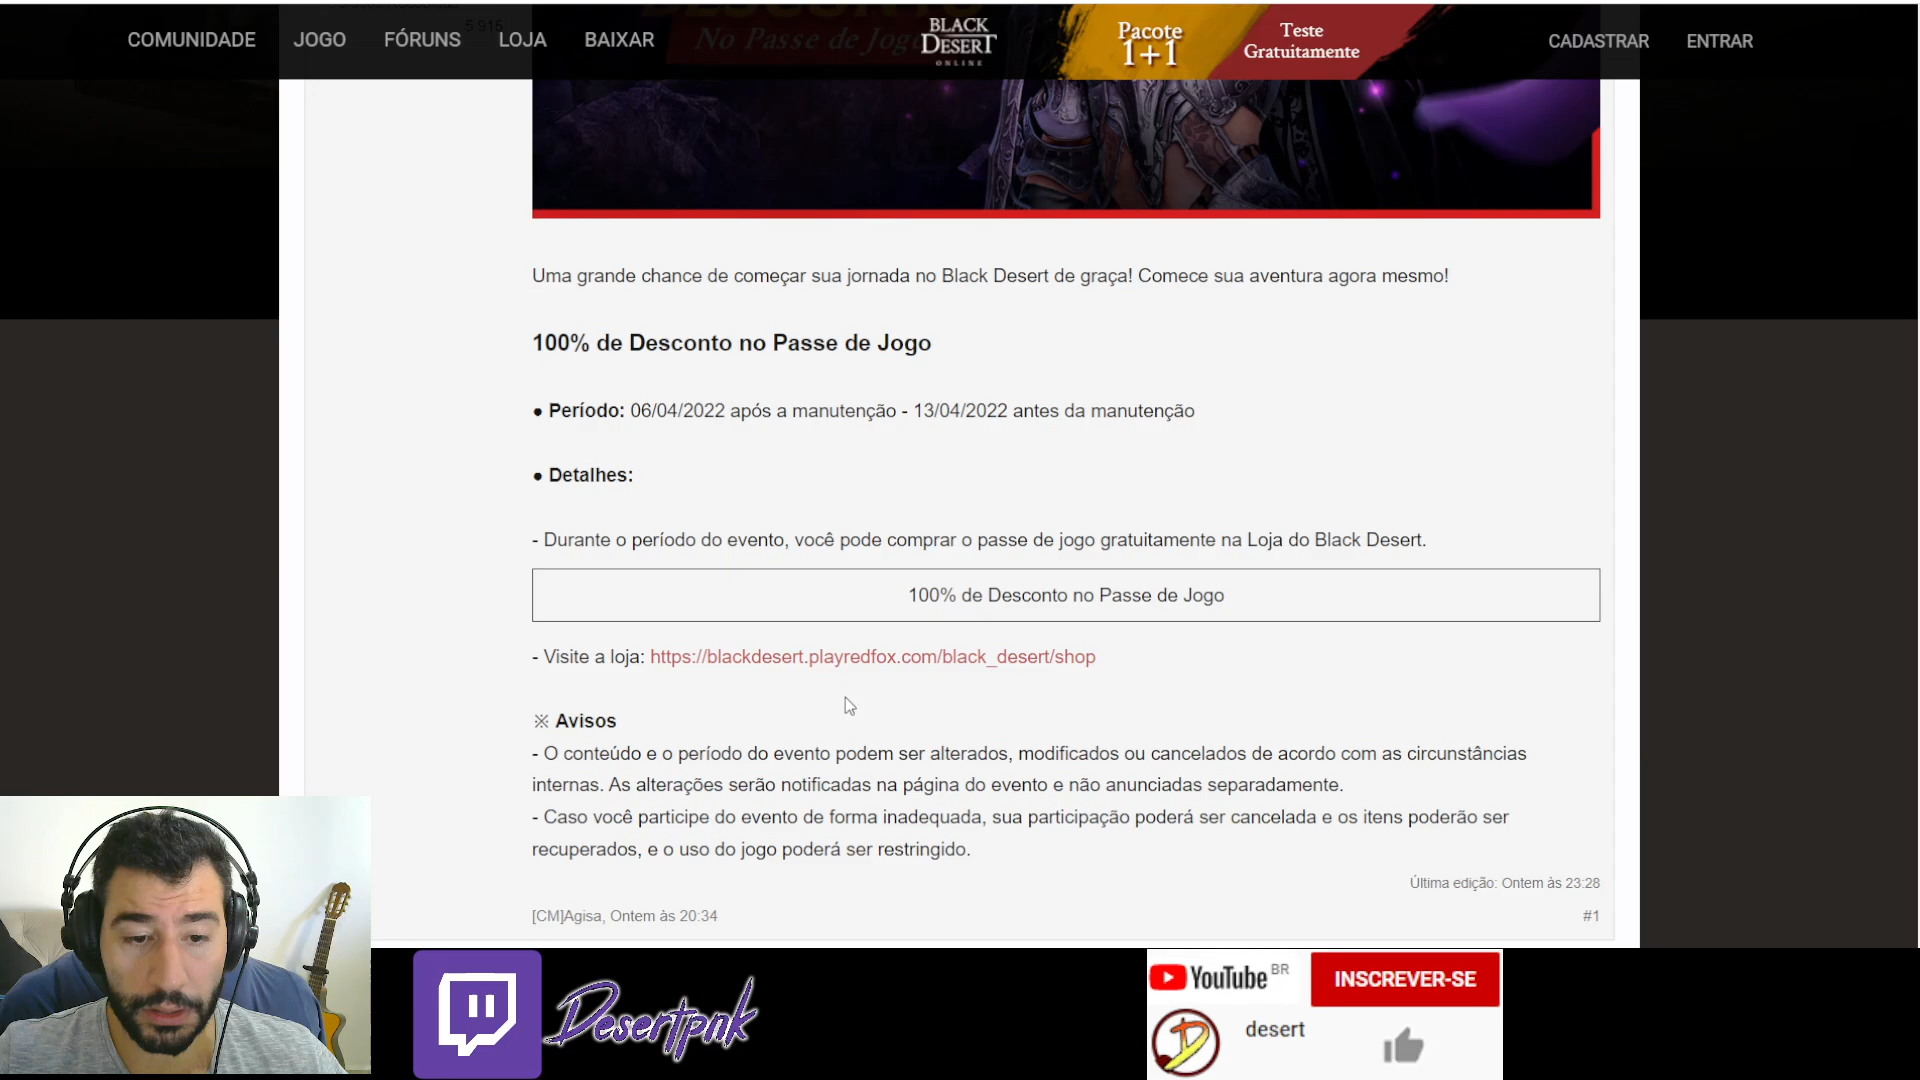 5 915
DESCONTO
No Passe de Jogo
COMUNIDADE JOGO FÓRUNS LOJA BAIXAR
BLACK
DESERT
ONLINE
Pacote
1+1
Teste
Gratuitamente
CADASTRAR ENTRAR
Uma grande chance de começar sua jornada no Black Desert de graça! Comece sua aventura agora mesmo!
100% de Desconto no Passe de Jogo
● Período: 06/04/2022 após a manutenção - 13/04/2022 antes da manutenção
● Detalhes:
- Durante o período do evento, você pode comprar o passe de jogo gratuitamente na Loja do Black Desert.
100% de Desconto no Passe de Jogo
- Visite a loja: https://blackdesert.playredfox.com/black_desert/shop
※ Avisos
- O conteúdo e o período do evento podem ser alterados, modificados ou cancelados de acordo com as circunstâncias
internas. As alterações serão notificadas na página do evento e não anunciadas separadamente.
- Caso você participe do evento de forma inadequada, sua participação poderá ser cancelada e os itens poderão ser
recuperados, e o uso do jogo poderá ser restringido.
Última edição: Ontem às 23:28
[CM]Agisa, Ontem às 20:34 #1
Desertpnk
YouTube BR
INSCREVER-SE
D
desert